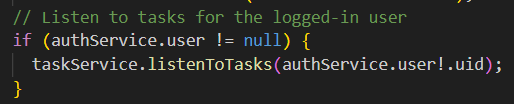 // Listen to tasks for the logged-in user
if (authService.user != null) {
  taskService.listenToTasks(authService.user!.uid);
}